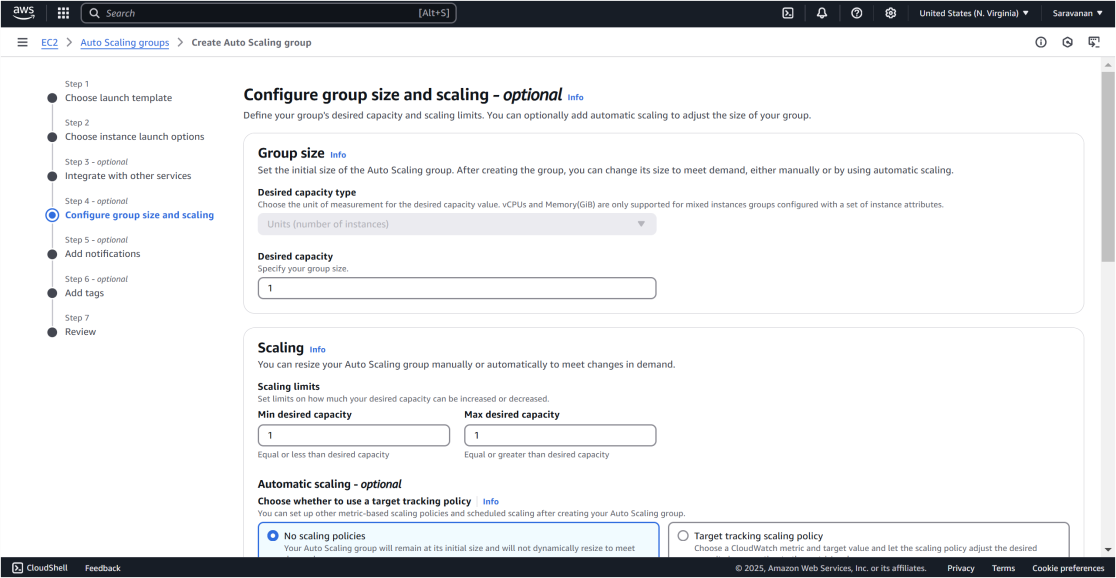 aws
Search [Alt+S]
United States (N. Virginia) ▼ Saravanan ▼
EC2 > Auto Scaling groups > Create Auto Scaling group
Step 1
Choose launch template
Step 2
Choose instance launch options
Step 3 - optional
Integrate with other services
Step 4 - optional
Configure group size and scaling
Step 5 - optional
Add notifications
Step 6 - optional
Add tags
Step 7
Review
Configure group size and scaling - optional Info
Define your group's desired capacity and scaling limits. You can optionally add automatic scaling to adjust the size of your group.
Group size Info
Set the initial size of the Auto Scaling group. After creating the group, you can change its size to meet demand, either manually or by using automatic scaling.
Desired capacity type
Choose the unit of measurement for the desired capacity value. vCPUs and Memory(GiB) are only supported for mixed instances groups configured with a set of instance attributes.
Units (number of instances)
Desired capacity
Specify your group size.
1
Scaling Info
You can resize your Auto Scaling group manually or automatically to meet changes in demand.
Scaling limits
Set limits on how much your desired capacity can be increased or decreased.
Min desired capacity Max desired capacity
1 1
Equal or less than desired capacity Equal or greater than desired capacity
Automatic scaling - optional
Choose whether to use a target tracking policy Info
You can set up other metric-based scaling policies and scheduled scaling after creating your Auto Scaling group.
No scaling policies Target tracking scaling policy
Your Auto Scaling group will remain at its initial size and will not dynamically resize to meet Choose a CloudWatch metric and target value and let the scaling policy adjust the desired
CloudShell Feedback © 2025, Amazon Web Services, Inc. or its affiliates. Privacy Terms Cookie preferences